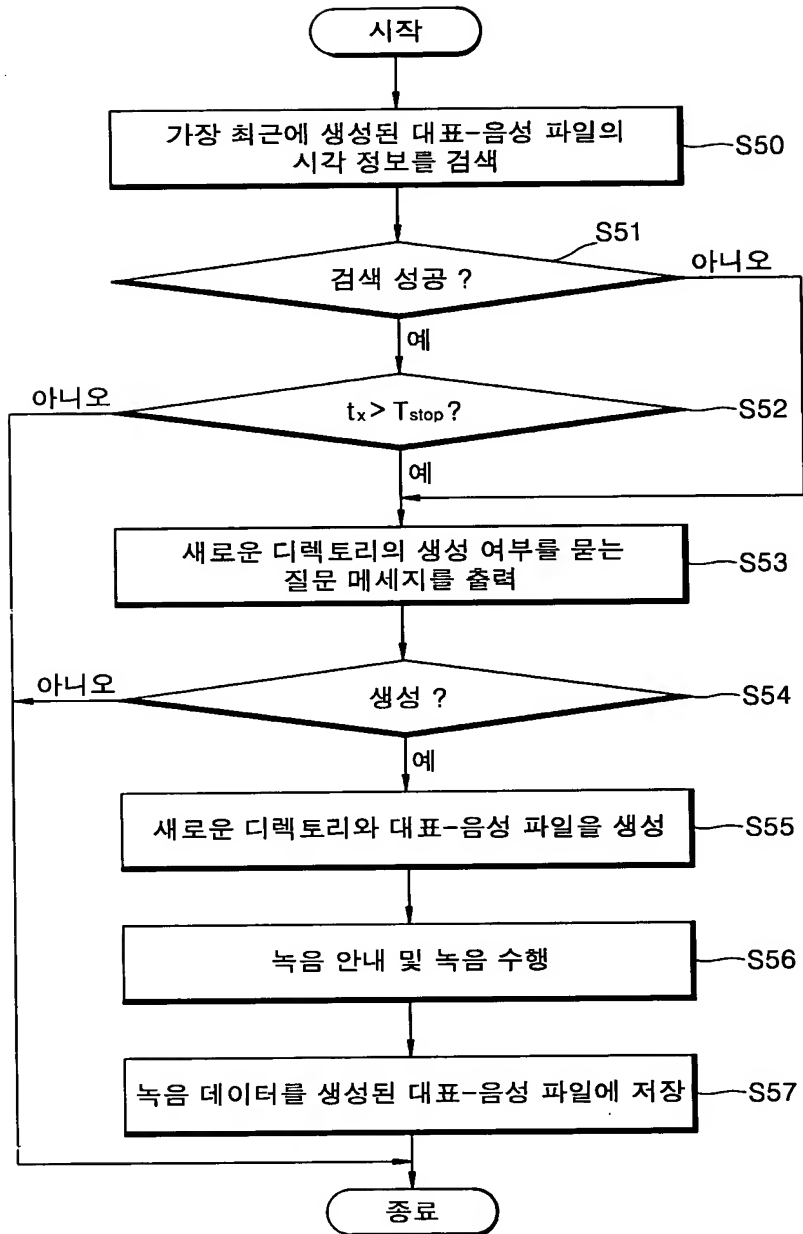 시작
가장 최근에 생성된 대표-음성 파일의
시각 정보를 검색
S50
S51
검색 성공 ?
아니오
예
아니오
tx > Tstop?
S52
예
새로운 디렉토리의 생성 여부를 묻는
질문 메세지를 출력
S53
아니오
생성 ?
S54
예
새로운 디렉토리와 대표-음성 파일을 생성
S55
녹음 안내 및 녹음 수행
S56
녹음 데이터를 생성된 대표-음성 파일에 저장
S57
종료